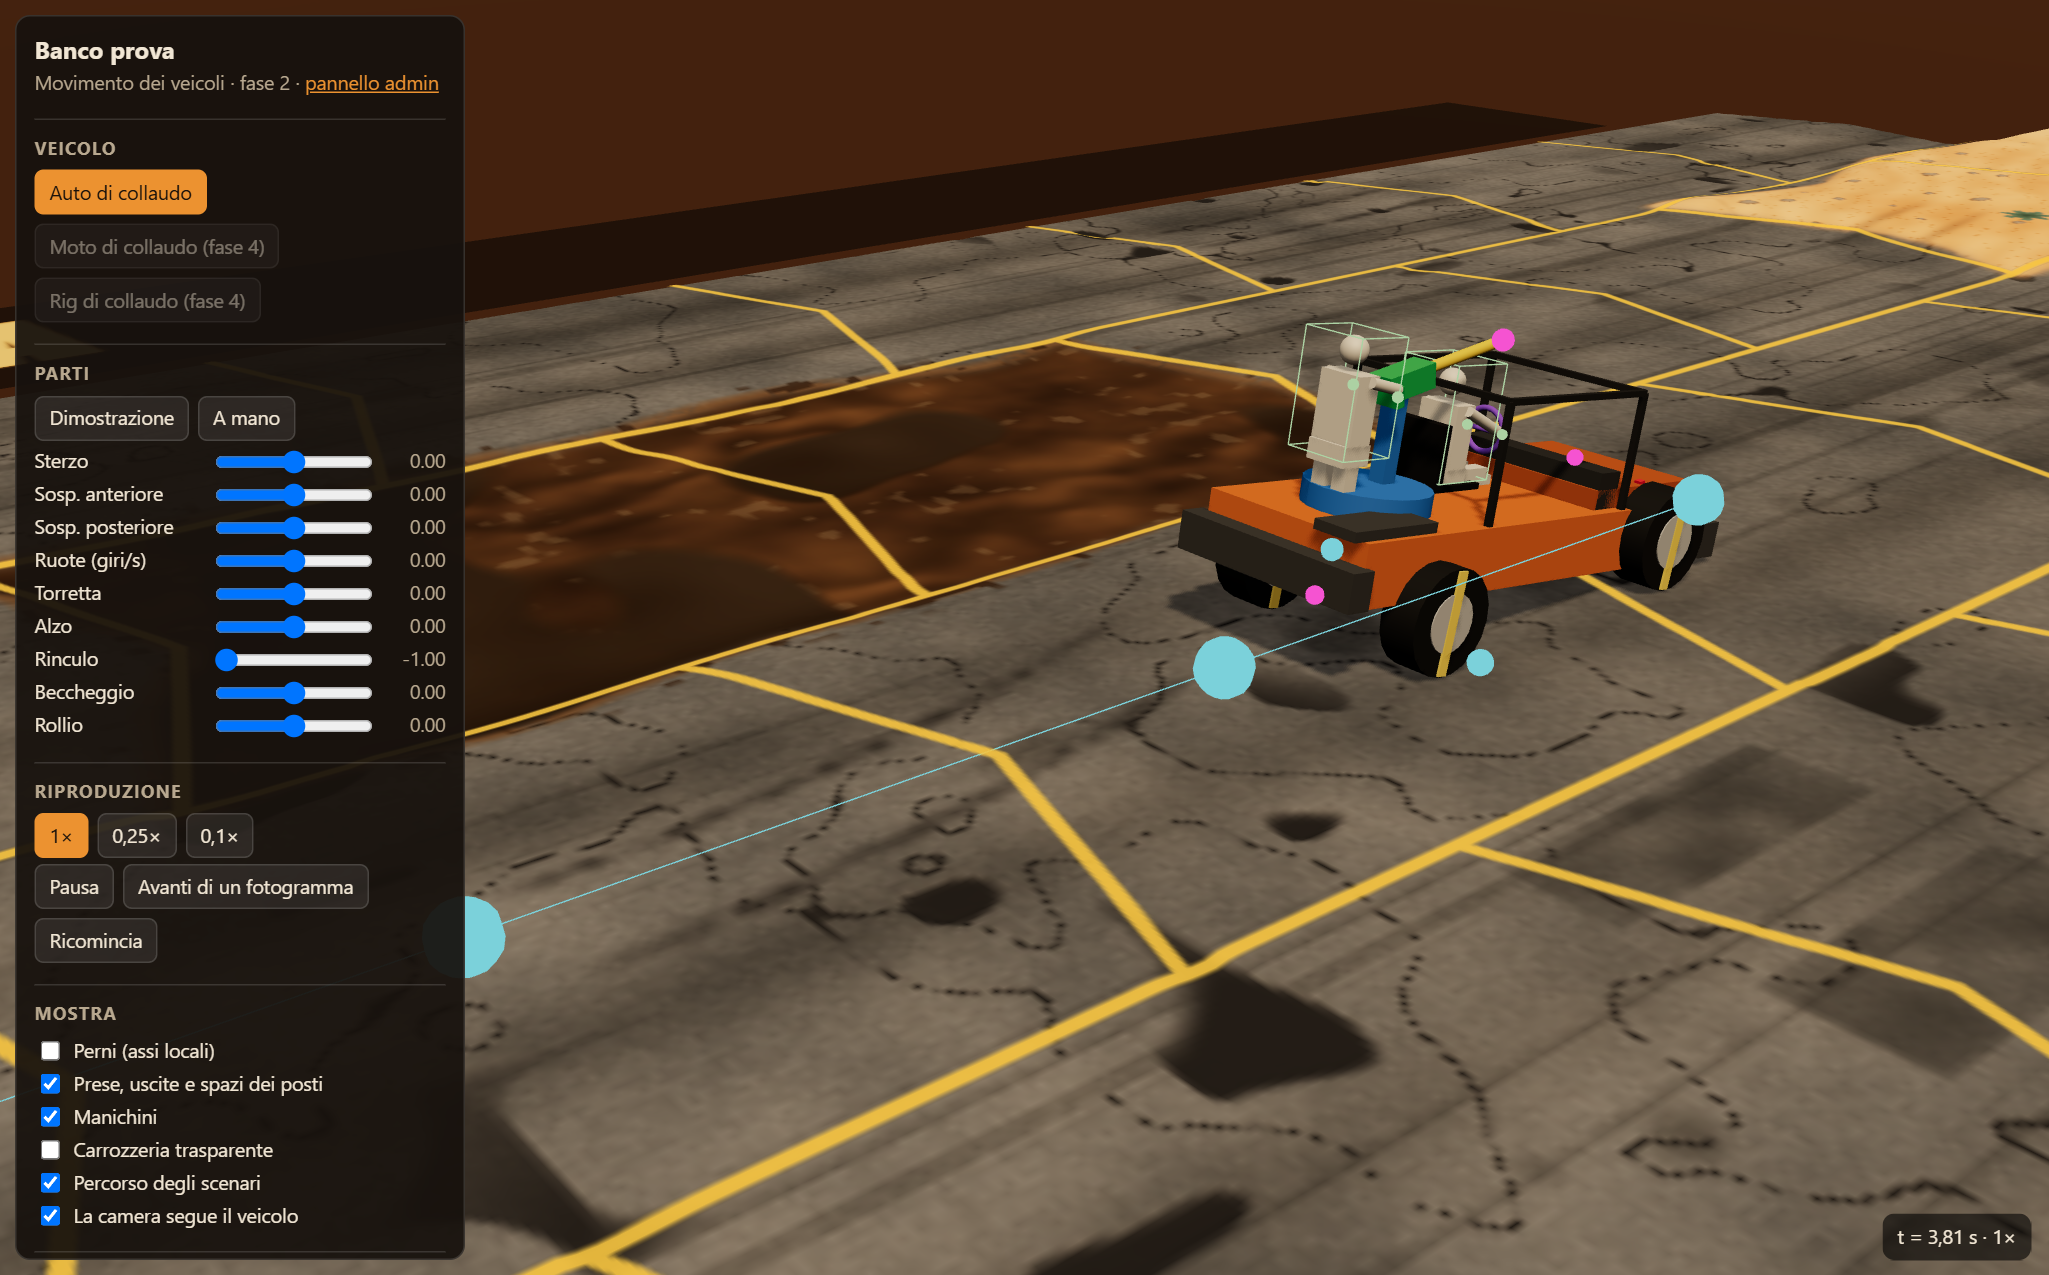 Banco prova
Movimento dei veicoli · fase 2 · pannello admin
VEICOLO
Auto di collaudo
Moto di collaudo (fase 4)
Rig di collaudo (fase 4)
PARTI
Dimostrazione A mano
Sterzo 0.00
Sosp. anteriore 0.00
Sosp. posteriore 0.00
Ruote (giri/s) 0.00
Torretta 0.00
Alzo 0.00
Rinculo -1.00
Beccheggio 0.00
Rollio 0.00
RIPRODUZIONE
1× 0,25× 0,1×
Pausa Avanti di un fotogramma
Ricomincia
MOSTRA
Perni (assi locali)
Prese, uscite e spazi dei posti
Manichini
Carrozzeria trasparente
Percorso degli scenari
La camera segue il veicolo
t = 3,81 s · 1×